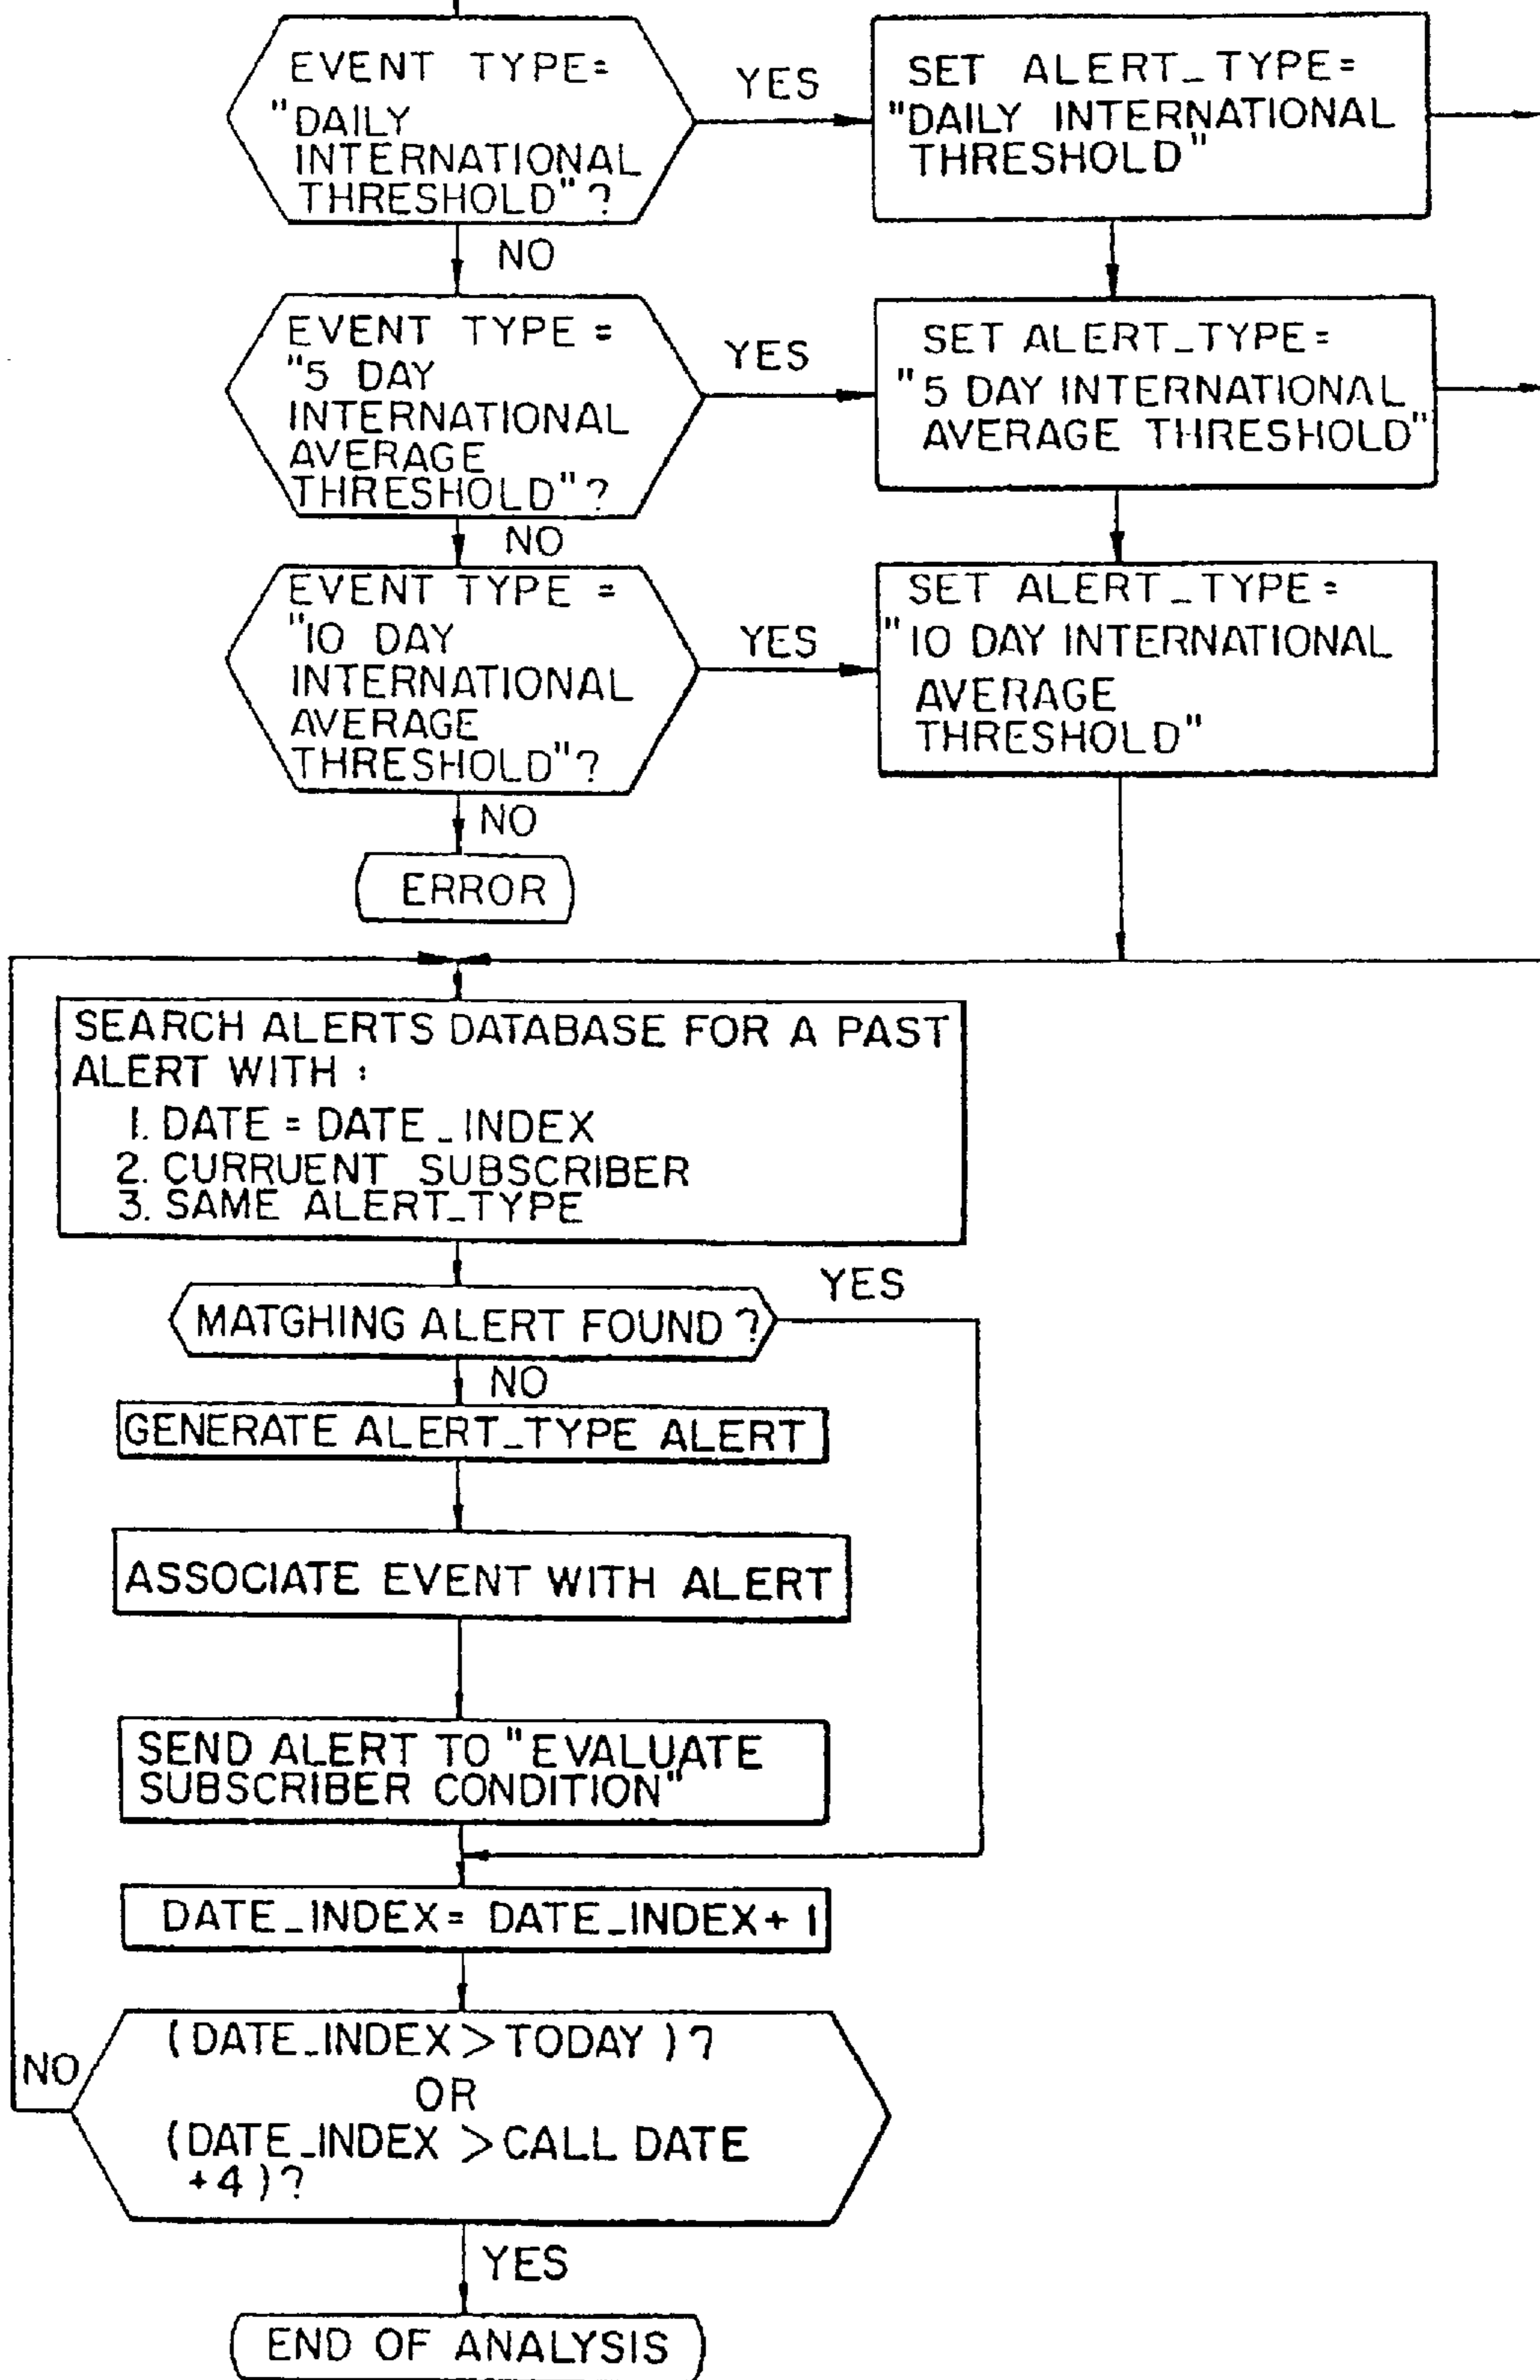 EVENT TYPE=
"DAILY
INTERNATIONAL
THRESHOLD"?
YES
SET ALERT_TYPE=
"DAILY INTERNATIONAL
THRESHOLD"
NO
EVENT TYPE =
"5 DAY
INTERNATIONAL
AVERAGE
THRESHOLD"?
YES
SET ALERT_TYPE=
"5 DAY INTERNATIONAL
AVERAGE THRESHOLD"
NO
EVENT TYPE =
"10 DAY
INTERNATIONAL
AVERAGE
THRESHOLD"?
YES
SET ALERT_TYPE=
"10 DAY INTERNATIONAL
AVERAGE
THRESHOLD"
NO
ERROR
SEARCH ALERTS DATABASE FOR A PAST
ALERT WITH :
1. DATE = DATE_INDEX
2. CURRUENT SUBSCRIBER
3. SAME ALERT_TYPE
MATGHING ALERT FOUND ?
YES
NO
GENERATE ALERT_TYPE ALERT
ASSOCIATE EVENT WITH ALERT
SEND ALERT TO "EVALUATE
SUBSCRIBER CONDITION"
DATE_INDEX= DATE_INDEX+ 1
(DATE_INDEX > TODAY )?
OR
(DATE_INDEX > CALL DATE
+4 )?
NO
YES
END OF ANALYSIS